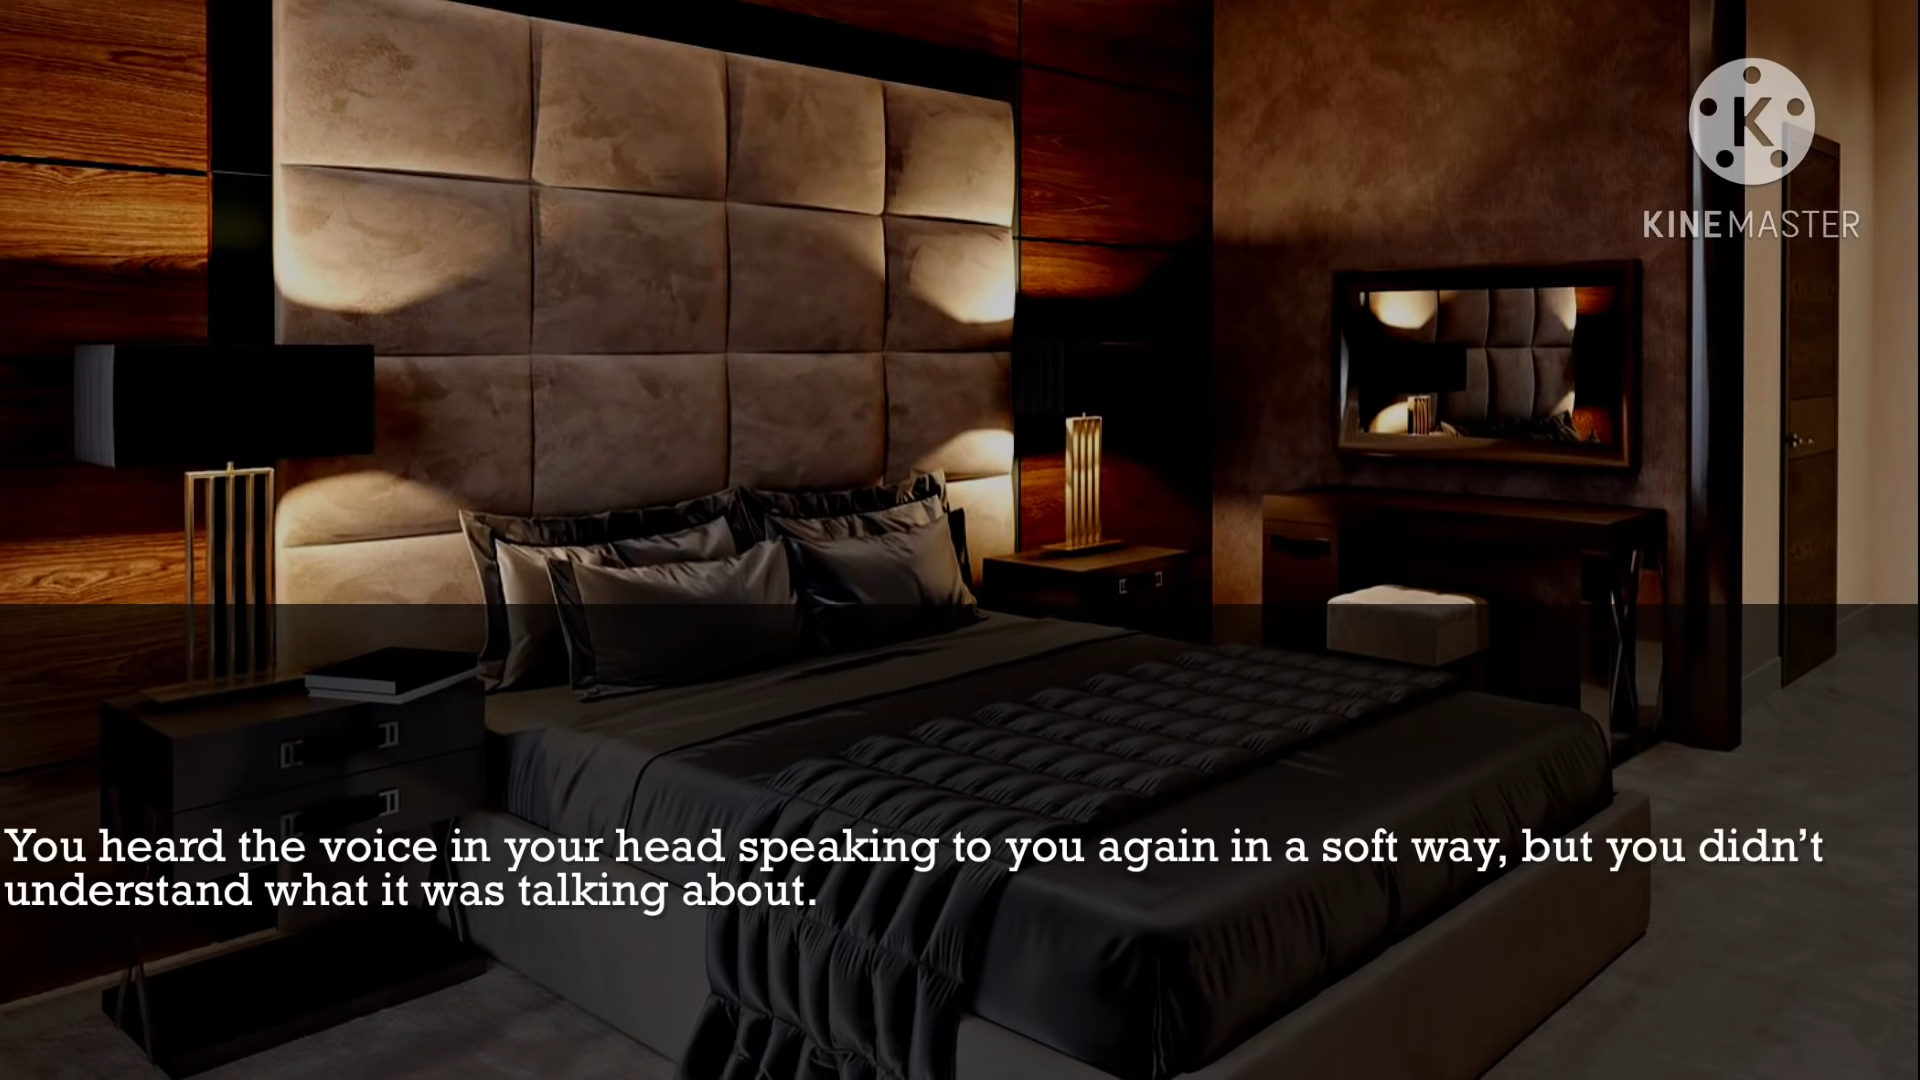 K
KINEMASTER
You heard the voice in your head speaking to you again in a soft way, but you didn’t
understand what it was talking about.